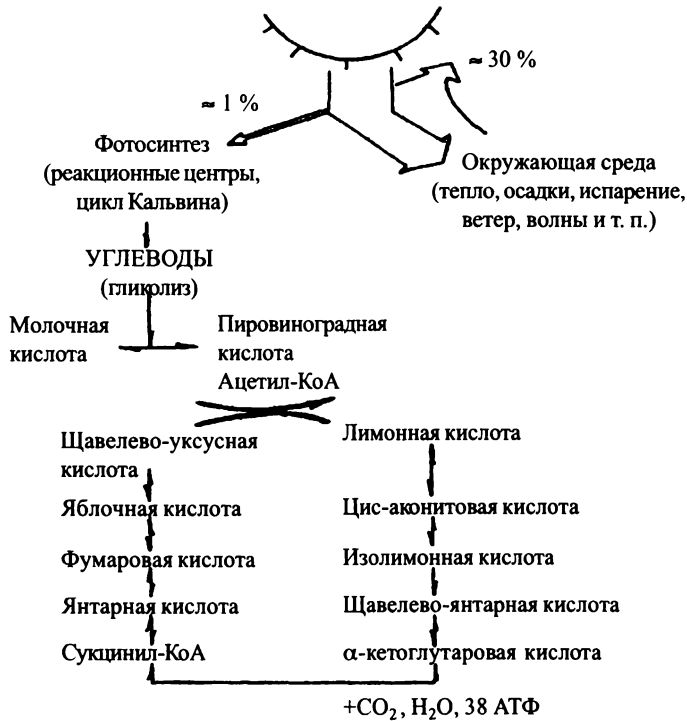 ≈ 30 %
≈ 1 %
Фотосинтез
(реакционные центры,
цикл Кальвина)
Окружающая среда
(тепло, осадки, испарение,
ветер, волны и т. п.)
УГЛЕВОДЫ
(гликолиз)
Молочная
кислота
Пировиноградная
кислота
Ацетил-КоА
Щавелево-уксусная
кислота
Яблочная кислота
Фумаровая кислота
Янтарная кислота
Сукцинил-КоА
Лимонная кислота
Цис-аконитовая кислота
Изолимонная кислота
Щавелево-янтарная кислота
α-кетоглутаровая кислота
+CO₂, H₂O, 38 АТФ